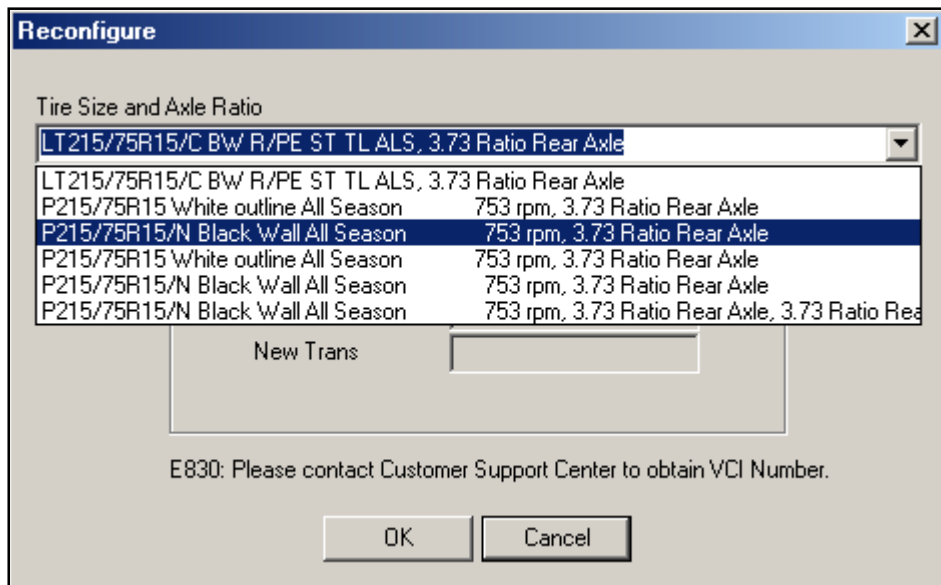 Reconfigure
Tire Size and Axle Ratio
LT215/75R15/C BW R/PE ST TL ALS, 3.73 Ratio Rear Axle
LT215/75R15/C BW R/PE ST TL ALS, 3.73 Ratio Rear Axle
P215/75R15 White outline All Season 753 rpm, 3.73 Ratio Rear Axle
P215/75R15/N Black Wall All Season 753 rpm, 3.73 Ratio Rear Axle
P215/75R15 White outline All Season 753 rpm, 3.73 Ratio Rear Axle
P215/75R15/N Black Wall All Season 753 rpm, 3.73 Ratio Rear Axle
P215/75R15/N Black Wall All Season 753 rpm, 3.73 Ratio Rear Axle, 3.73 Ratio Rea
New Trans
E830: Please contact Customer Support Center to obtain VCI Number.
OK Cancel